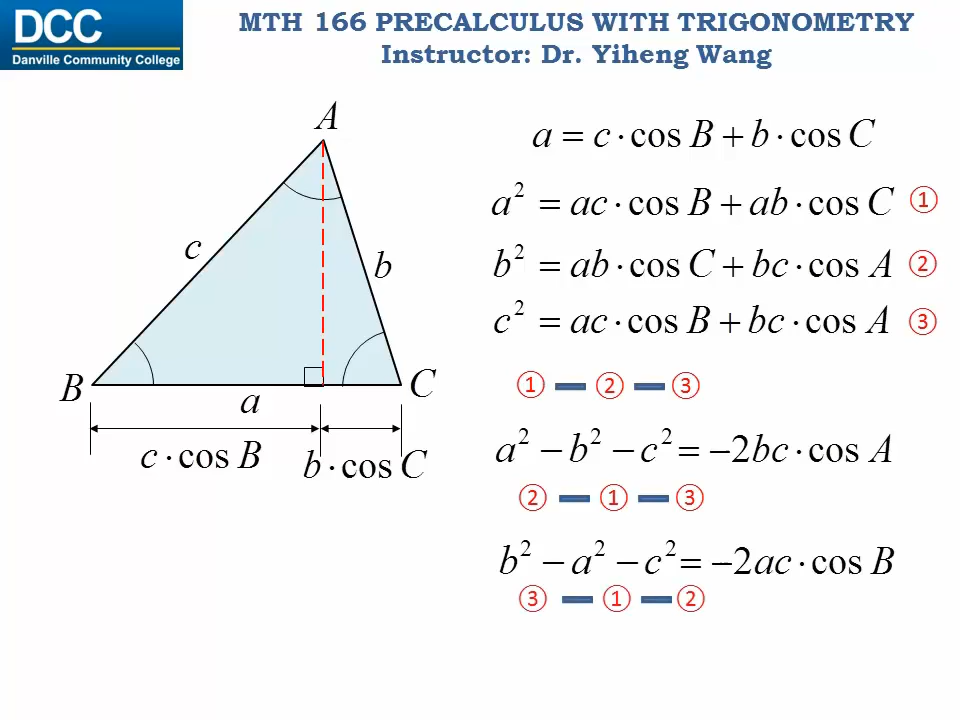 DCC
Danville Community College
MTH 166 PRECALCULUS WITH TRIGONOMETRY
Instructor: Dr. Yiheng Wang
A
c
b
B
C
a
c · cos B
b · cos C
a = c · cos B + b · cos C
a² = ac · cos B + ab · cos C ①
b² = ab · cos C + bc · cos A ②
c² = ac · cos B + bc · cos A ③
① − ② − ③
a² − b² − c² = −2bc · cos A
② − ① − ③
b² − a² − c² = −2ac · cos B
③ − ① − ②